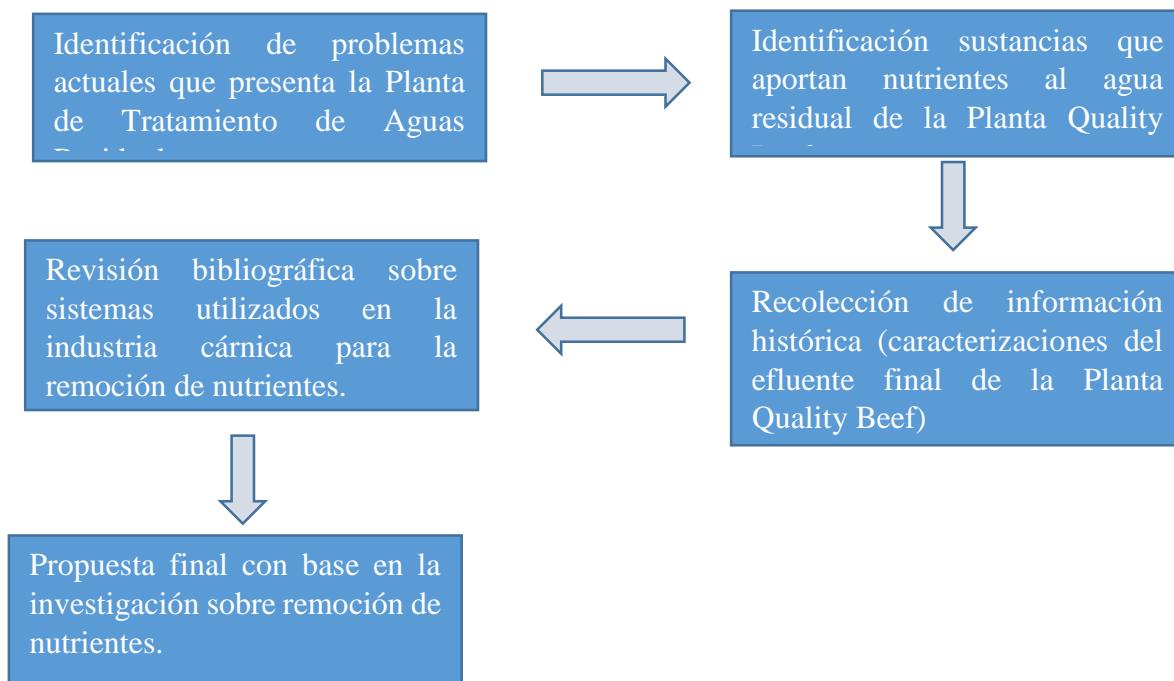 Identificación de problemas
actuales que presenta la Planta
de Tratamiento de Aguas
Identificación sustancias que
aportan nutrientes al agua
residual de la Planta Quality
Recolección de información
histórica (caracterizaciones del
efluente final de la Planta
Quality Beef)
Revisión bibliográfica sobre
sistemas utilizados en la
industria cárnica para la
remoción de nutrientes.
Propuesta final con base en la
investigación sobre remoción de
nutrientes.